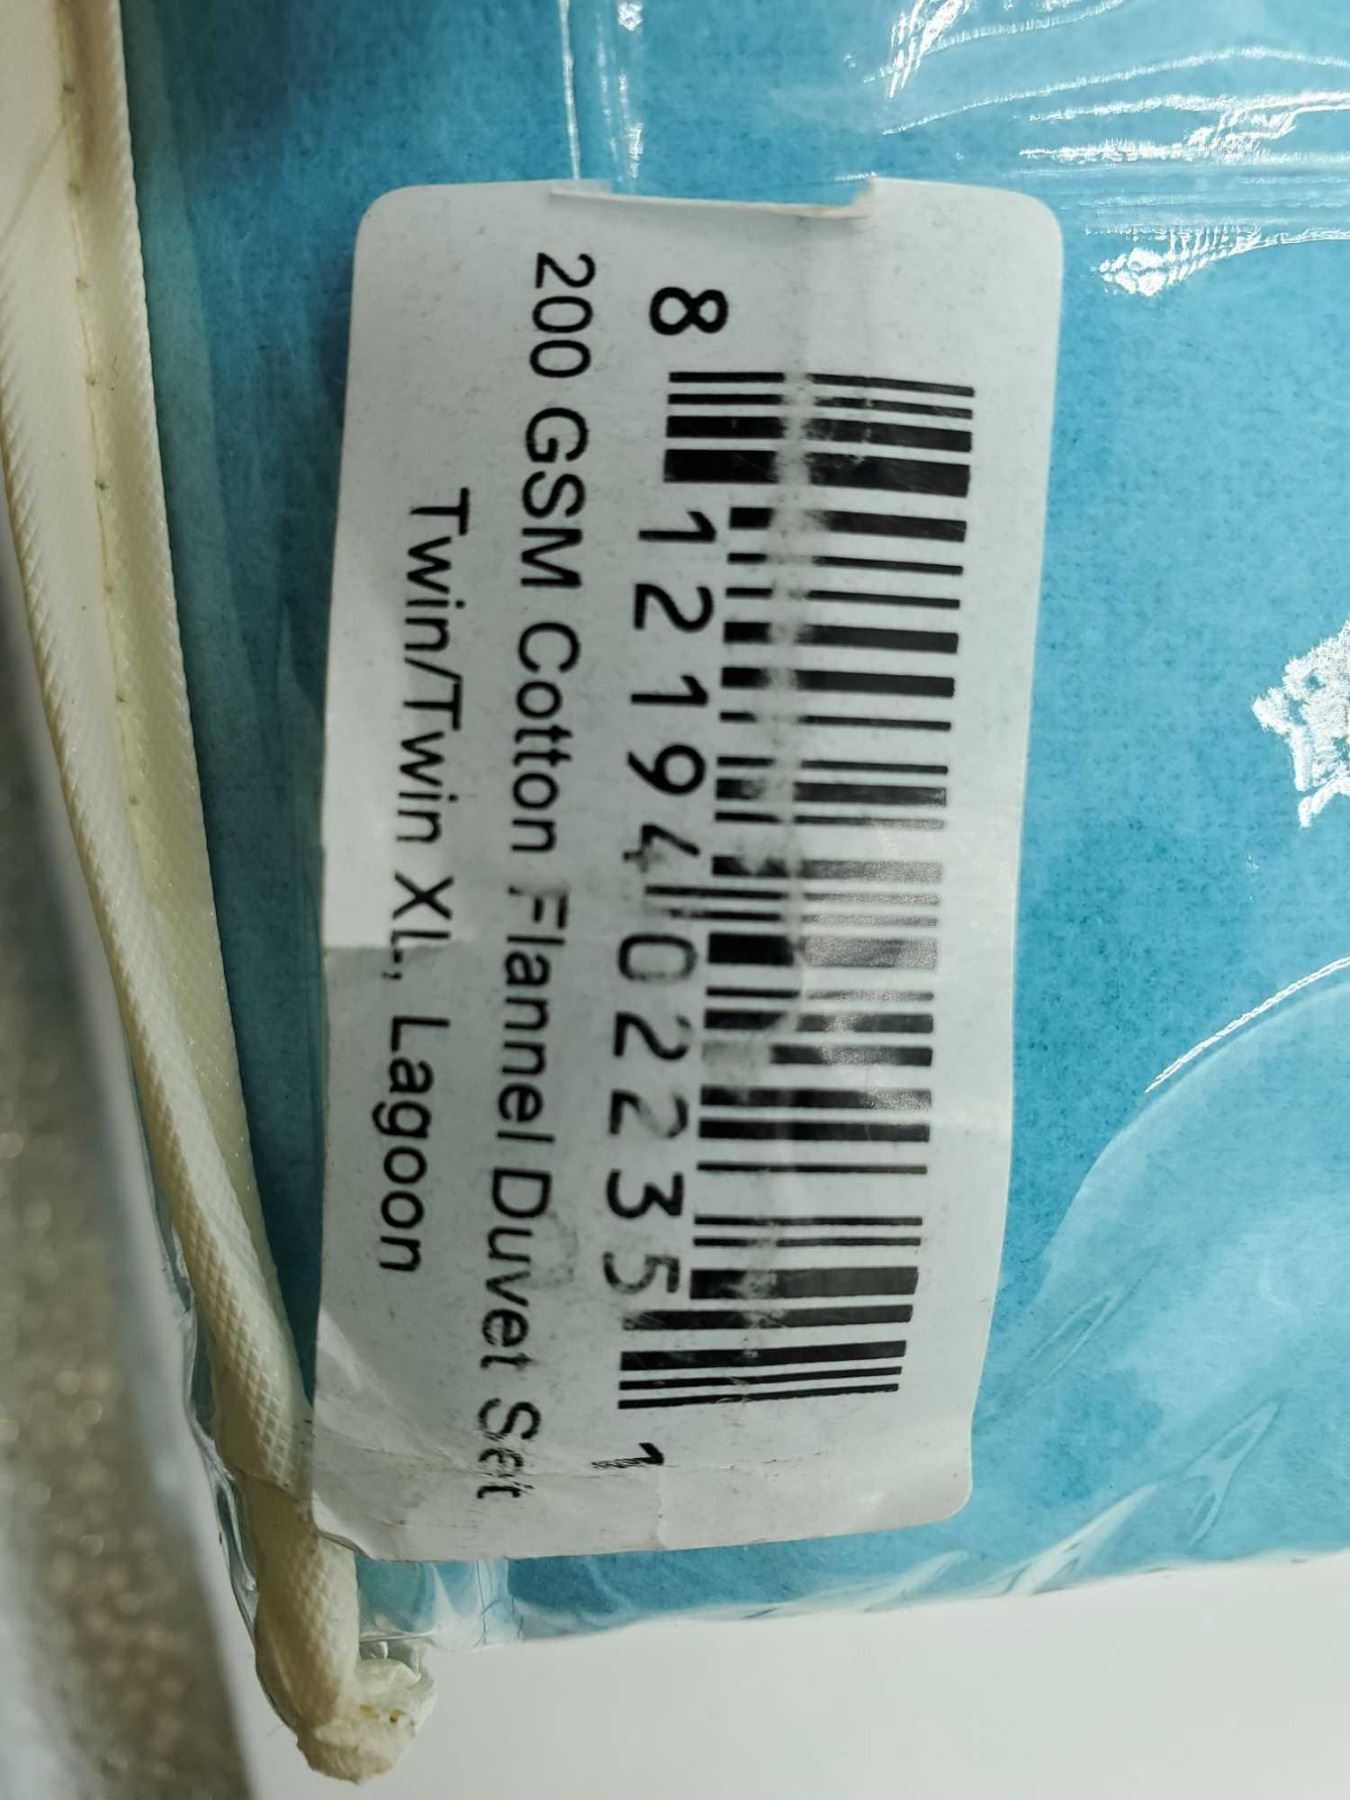 8 12194 02235 1
200 GSM Cotton Flannel Duvet Set
Twin/Twin XL, Lagoon